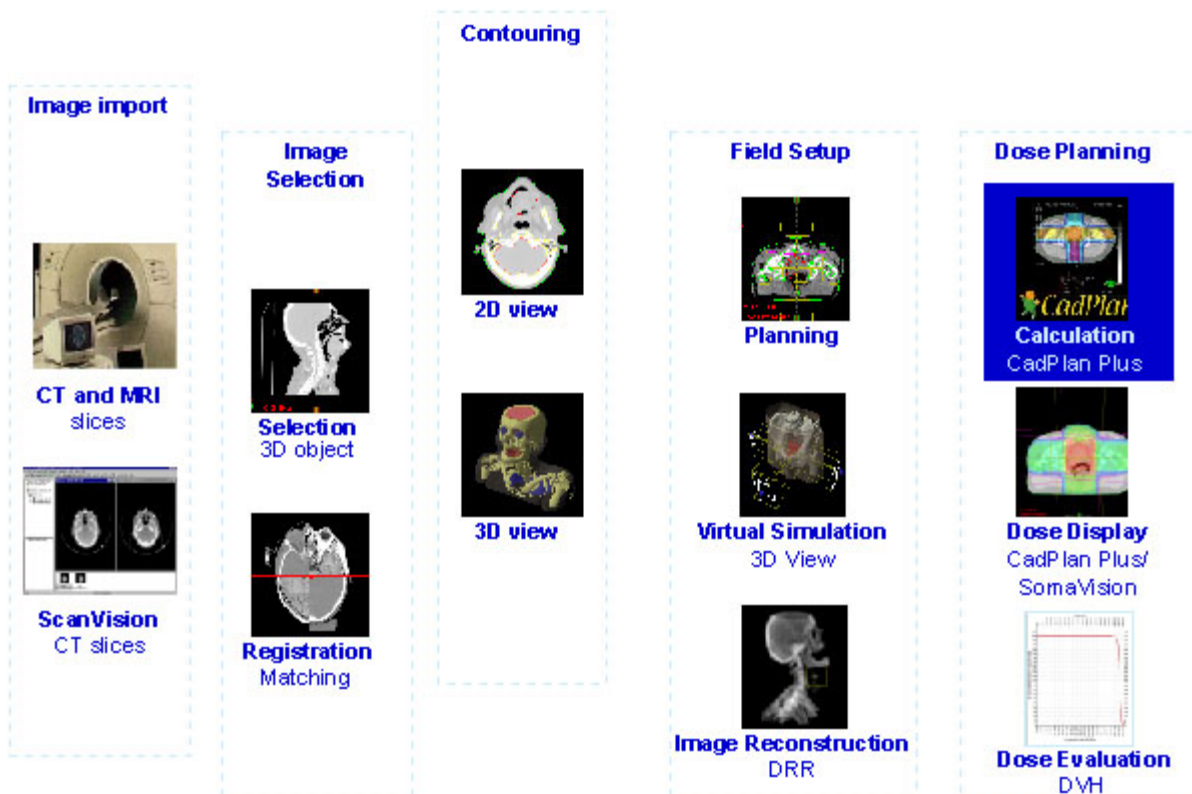 Image import
CT and MRI
slices
ScanVision
CT slices
Image
Selection
Selection
3D object
Registration
Matching
Contouring
2D view
3D view
Field Setup
Planning
Virtual Simulation
3D View
Image Reconstruction
DRR
Dose Planning
CadPlan
Calculation
CadPlan Plus
Dose Display
CadPlan Plus/
SomaVision
Dose Evaluation
DVH